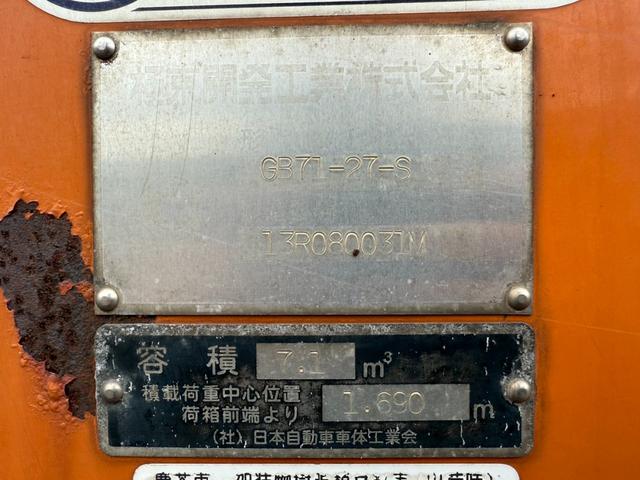 極東開発工業株式会社
GB71-27-S
13R080031M
容積 7.1 m³
積載荷重中心位置
荷箱前端より 1.690 m
(社)日本自動車車体工業会